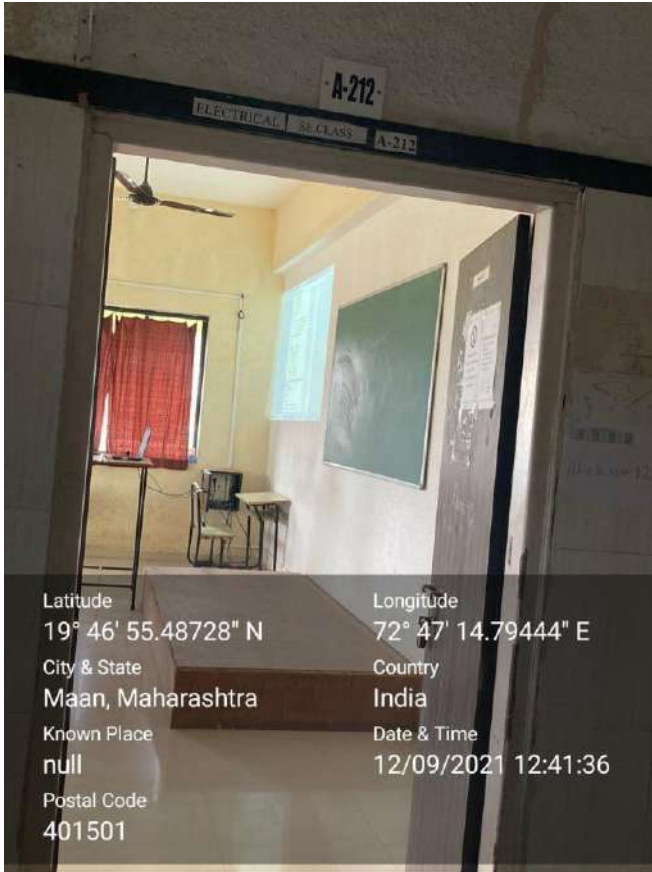 A-212
ELECTRICAL SE.CLASS A-212
Latitude
19° 46' 55.48728" N
Longitude
72° 47' 14.79444" E
City & State
Maan, Maharashtra
Country
India
Known Place
null
Date & Time
12/09/2021 12:41:36
Postal Code
401501